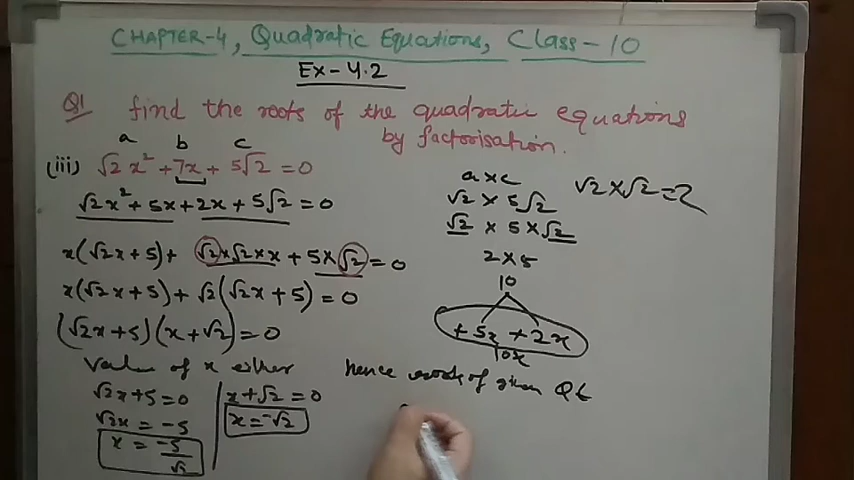 CHAPTER-4, Quadratic Equations, Class-10
Ex-4.2
Q1 find the roots of the quadratic equations
by factorisation.
a b c
(iii) √2x² + 7x + 5√2 = 0
√2x² + 5x + 2x + 5√2 = 0
x(√2x+5) + √2×√2×x + 5×√2 = 0
x(√2x+5) + √2(√2x+5) = 0
(√2x+5)(x+√2) = 0
Value of x either
√2x+5=0
√2x = -5
x = -5/√2
x+√2=0
x=-√2
a×c
√2 × 5√2
√2 × 5 × √2
2×5
10
+5x +2x
10x
√2×√2=2
hence roots of given QE